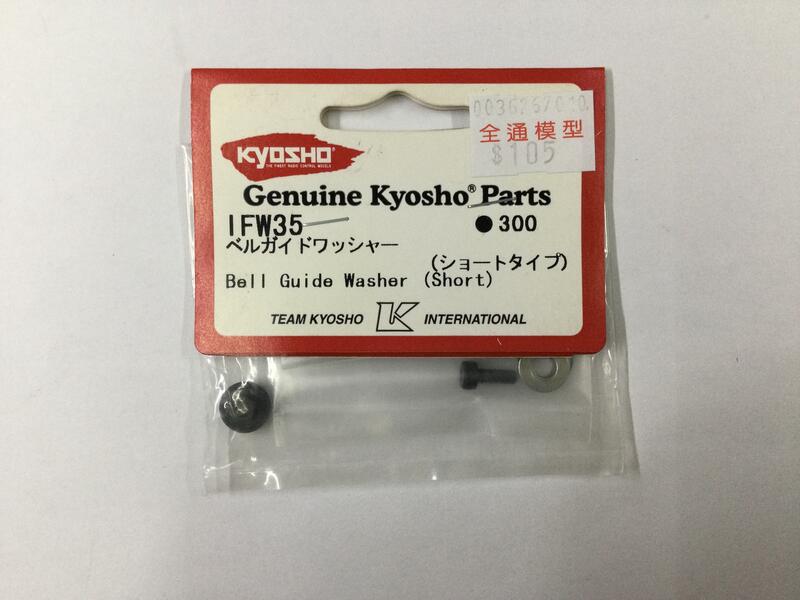 0036267010
全通模型
$105
KYOSHO
THE FINEST RADIO CONTROL MODELS
Genuine Kyosho® Parts
IFW35
●300
ベルガイドワッシャー
(ショートタイプ)
Bell Guide Washer (Short)
TEAM KYOSHO K INTERNATIONAL